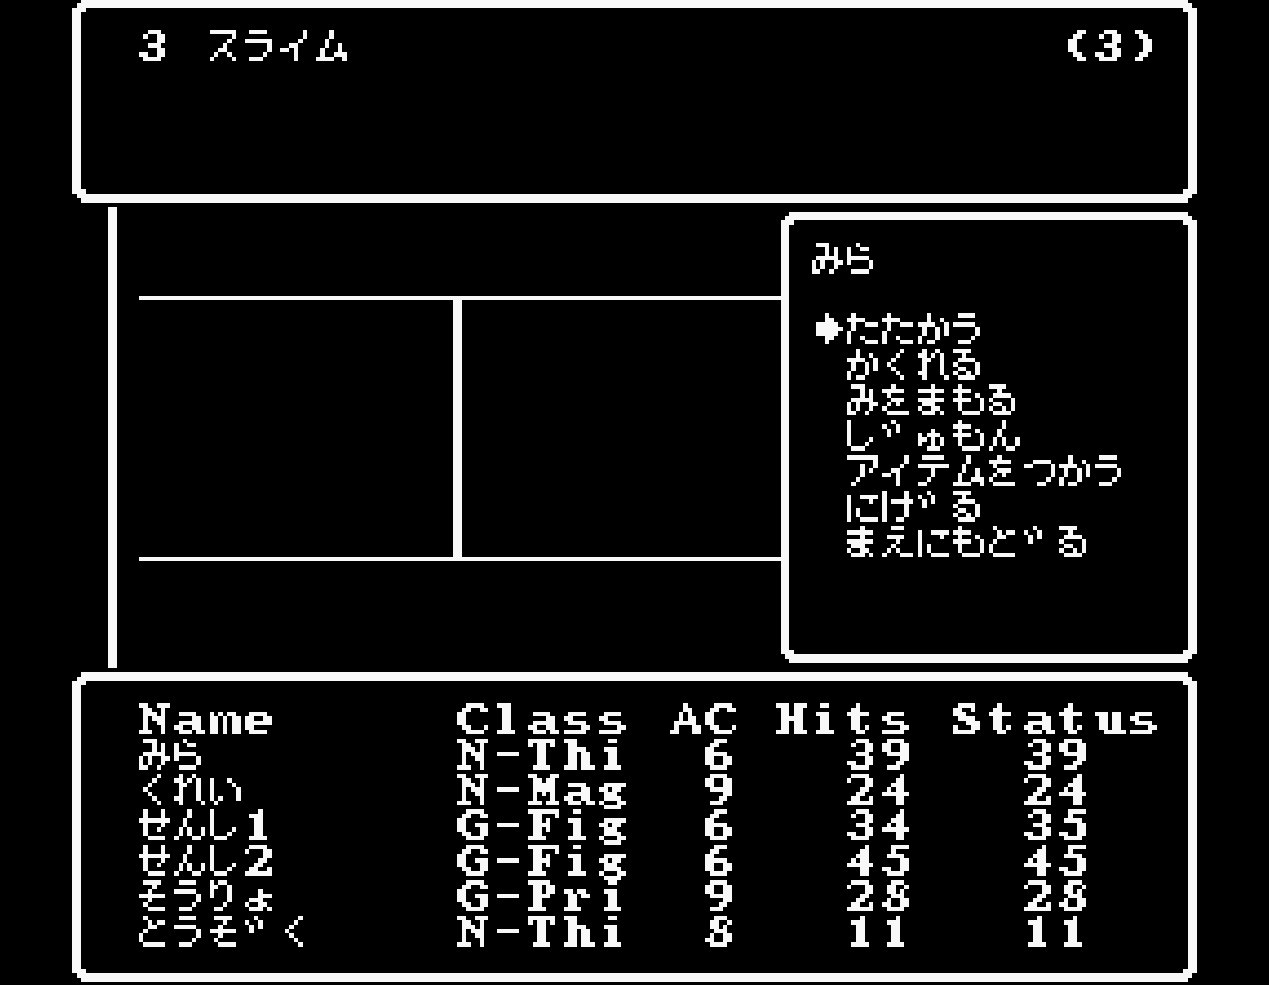 3 スライム (3)
みら
たたかう
かくれる
みをまもる
じゅもん
アイテムをつかう
にげる
まえにもどる
Name Class AC Hits Status
みら N-Thi 6 39 39
くれい N-Mag 9 24 24
せんし1 G-Fig 6 34 35
せんし2 G-Fig 6 45 45
そうりょ G-Pri 9 28 28
とうぞく N-Thi 8 11 11